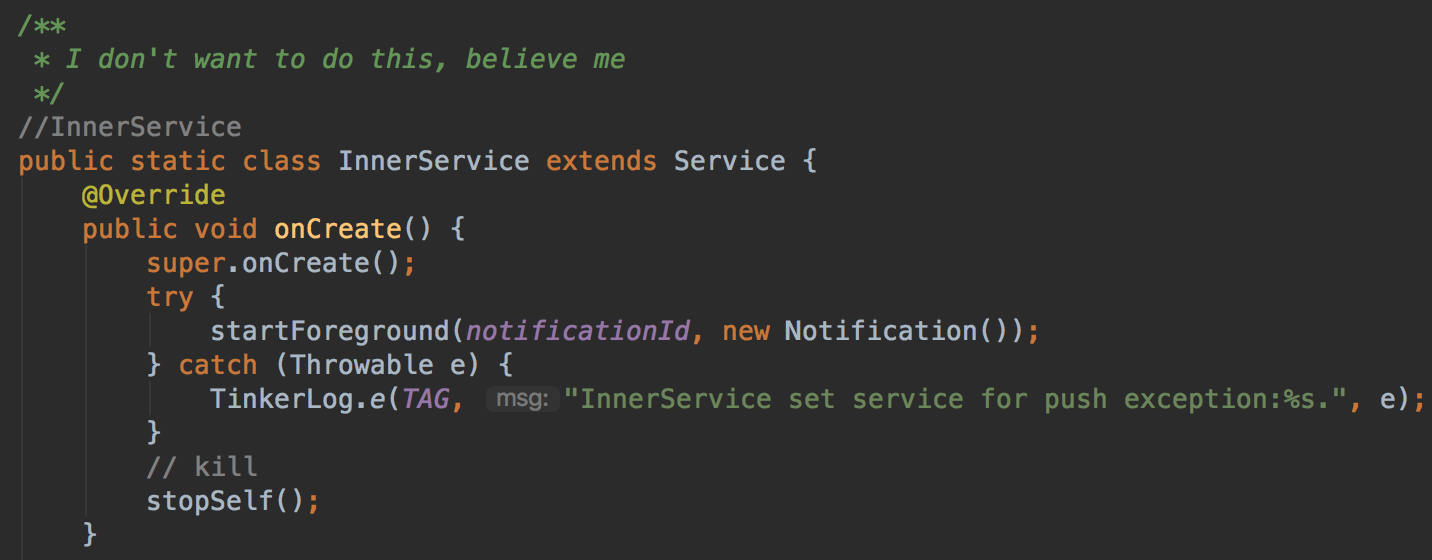 /**
 * I don't want to do this, believe me
 */
//InnerService
public static class InnerService extends Service {
    @Override
    public void onCreate() {
        super.onCreate();
        try {
            startForeground(notificationId, new Notification());
        } catch (Throwable e) {
            TinkerLog.e(TAG, msg: "InnerService set service for push exception:%s.", e);
        }
        // kill
        stopSelf();
    }